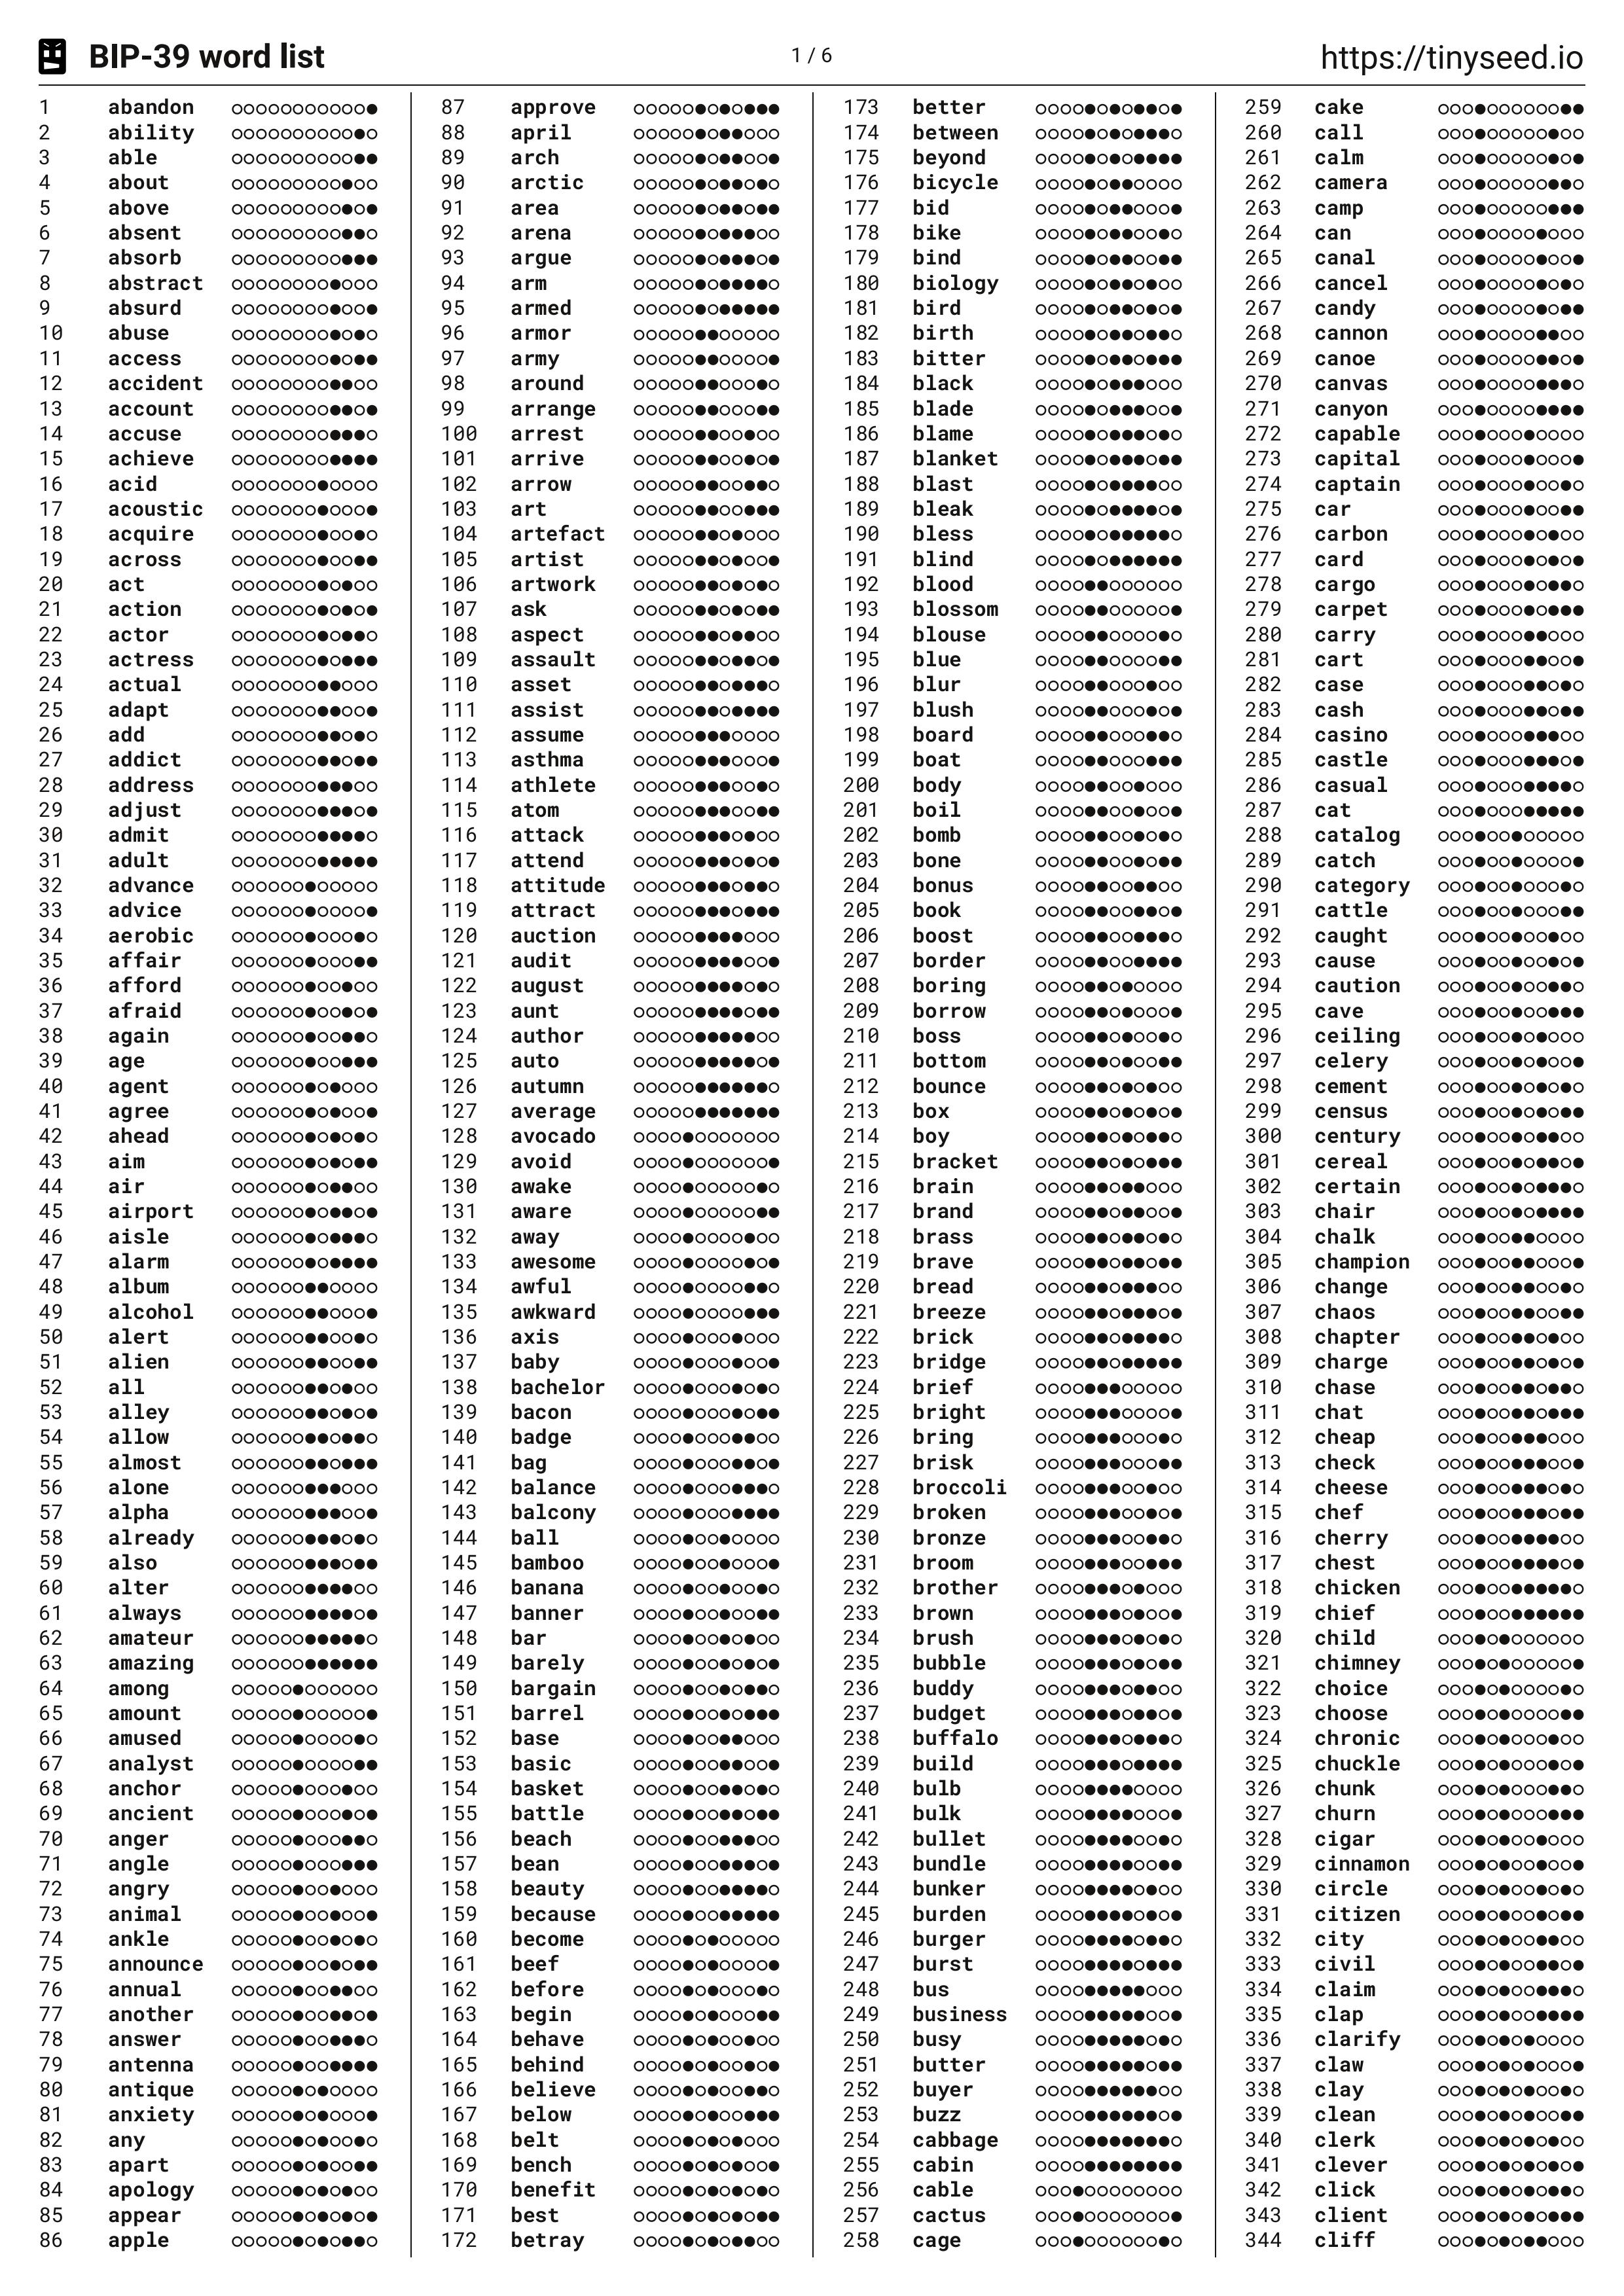 BIP-39 word list
1 / 6
https://tinyseed.io
1 abandon
2 ability
3 able
4 about
5 above
6 absent
7 absorb
8 abstract
9 absurd
10 abuse
11 access
12 accident
13 account
14 accuse
15 achieve
16 acid
17 acoustic
18 acquire
19 across
20 act
21 action
22 actor
23 actress
24 actual
25 adapt
26 add
27 addict
28 address
29 adjust
30 admit
31 adult
32 advance
33 advice
34 aerobic
35 affair
36 afford
37 afraid
38 again
39 age
40 agent
41 agree
42 ahead
43 aim
44 air
45 airport
46 aisle
47 alarm
48 album
49 alcohol
50 alert
51 alien
52 all
53 alley
54 allow
55 almost
56 alone
57 alpha
58 already
59 also
60 alter
61 always
62 amateur
63 amazing
64 among
65 amount
66 amused
67 analyst
68 anchor
69 ancient
70 anger
71 angle
72 angry
73 animal
74 ankle
75 announce
76 annual
77 another
78 answer
79 antenna
80 antique
81 anxiety
82 any
83 apart
84 apology
85 appear
86 apple
87 approve
88 april
89 arch
90 arctic
91 area
92 arena
93 argue
94 arm
95 armed
96 armor
97 army
98 around
99 arrange
100 arrest
101 arrive
102 arrow
103 art
104 artefact
105 artist
106 artwork
107 ask
108 aspect
109 assault
110 asset
111 assist
112 assume
113 asthma
114 athlete
115 atom
116 attack
117 attend
118 attitude
119 attract
120 auction
121 audit
122 august
123 aunt
124 author
125 auto
126 autumn
127 average
128 avocado
129 avoid
130 awake
131 aware
132 away
133 awesome
134 awful
135 awkward
136 axis
137 baby
138 bachelor
139 bacon
140 badge
141 bag
142 balance
143 balcony
144 ball
145 bamboo
146 banana
147 banner
148 bar
149 barely
150 bargain
151 barrel
152 base
153 basic
154 basket
155 battle
156 beach
157 bean
158 beauty
159 because
160 become
161 beef
162 before
163 begin
164 behave
165 behind
166 believe
167 below
168 belt
169 bench
170 benefit
171 best
172 betray
173 better
174 between
175 beyond
176 bicycle
177 bid
178 bike
179 bind
180 biology
181 bird
182 birth
183 bitter
184 black
185 blade
186 blame
187 blanket
188 blast
189 bleak
190 bless
191 blind
192 blood
193 blossom
194 blouse
195 blue
196 blur
197 blush
198 board
199 boat
200 body
201 boil
202 bomb
203 bone
204 bonus
205 book
206 boost
207 border
208 boring
209 borrow
210 boss
211 bottom
212 bounce
213 box
214 boy
215 bracket
216 brain
217 brand
218 brass
219 brave
220 bread
221 breeze
222 brick
223 bridge
224 brief
225 bright
226 bring
227 brisk
228 broccoli
229 broken
230 bronze
231 broom
232 brother
233 brown
234 brush
235 bubble
236 buddy
237 budget
238 buffalo
239 build
240 bulb
241 bulk
242 bullet
243 bundle
244 bunker
245 burden
246 burger
247 burst
248 bus
249 business
250 busy
251 butter
252 buyer
253 buzz
254 cabbage
255 cabin
256 cable
257 cactus
258 cage
259 cake
260 call
261 calm
262 camera
263 camp
264 can
265 canal
266 cancel
267 candy
268 cannon
269 canoe
270 canvas
271 canyon
272 capable
273 capital
274 captain
275 car
276 carbon
277 card
278 cargo
279 carpet
280 carry
281 cart
282 case
283 cash
284 casino
285 castle
286 casual
287 cat
288 catalog
289 catch
290 category
291 cattle
292 caught
293 cause
294 caution
295 cave
296 ceiling
297 celery
298 cement
299 census
300 century
301 cereal
302 certain
303 chair
304 chalk
305 champion
306 change
307 chaos
308 chapter
309 charge
310 chase
311 chat
312 cheap
313 check
314 cheese
315 chef
316 cherry
317 chest
318 chicken
319 chief
320 child
321 chimney
322 choice
323 choose
324 chronic
325 chuckle
326 chunk
327 churn
328 cigar
329 cinnamon
330 circle
331 citizen
332 city
333 civil
334 claim
335 clap
336 clarify
337 claw
338 clay
339 clean
340 clerk
341 clever
342 click
343 client
344 cliff